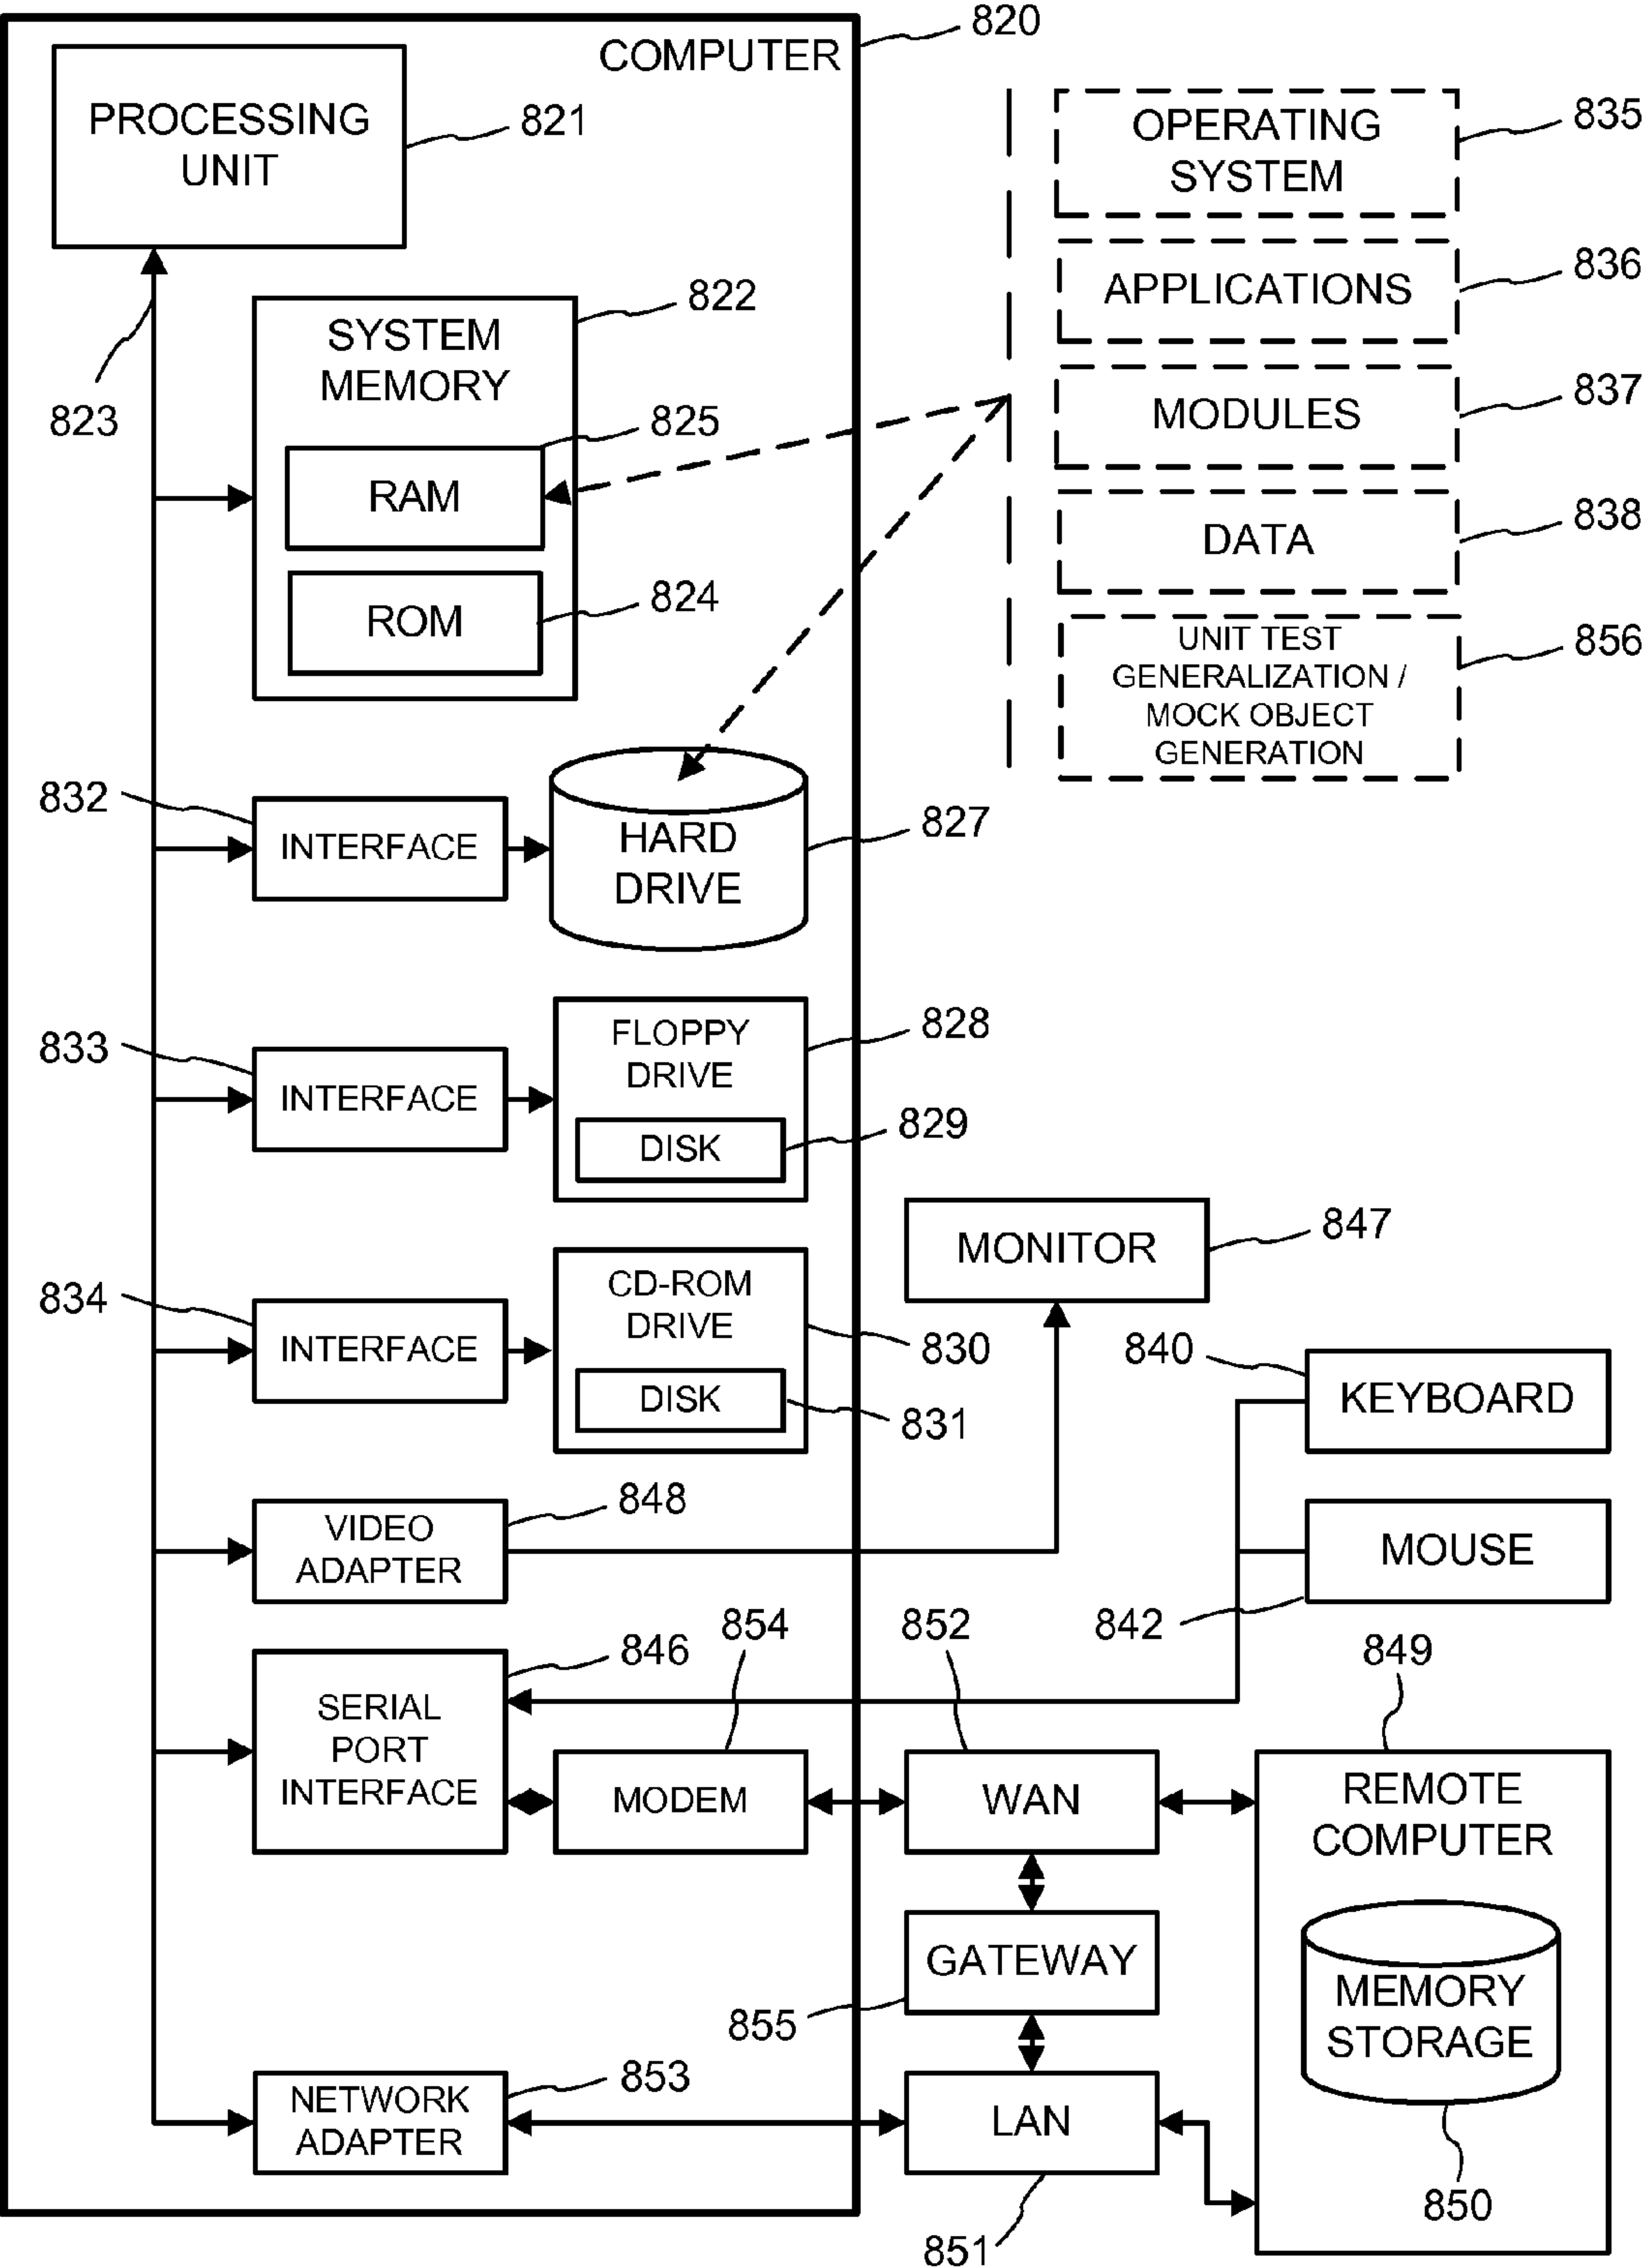 820
COMPUTER
PROCESSING
UNIT
821
823
SYSTEM
MEMORY
822
RAM
825
ROM
824
OPERATING
SYSTEM
835
APPLICATIONS
836
MODULES
837
DATA
838
UNIT TEST
GENERALIZATION /
MOCK OBJECT
GENERATION
856
832
INTERFACE
HARD
DRIVE
827
833
INTERFACE
FLOPPY
DRIVE
828
DISK
829
834
INTERFACE
CD-ROM
DRIVE
830
DISK
831
MONITOR
847
840
KEYBOARD
MOUSE
842
VIDEO
ADAPTER
848
SERIAL
PORT
INTERFACE
846
854
MODEM
852
WAN
849
REMOTE
COMPUTER
GATEWAY
855
MEMORY
STORAGE
850
NETWORK
ADAPTER
853
LAN
851